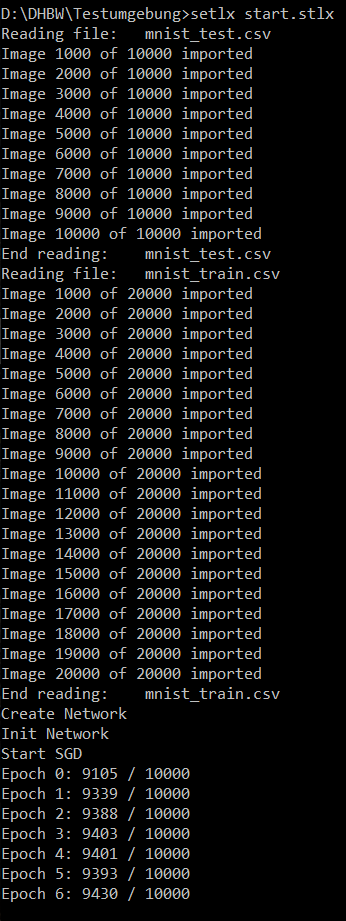 D:\DHBW\Testumgebung>setlx start.stlx
Reading file:   mnist_test.csv
Image 1000 of 10000 imported
Image 2000 of 10000 imported
Image 3000 of 10000 imported
Image 4000 of 10000 imported
Image 5000 of 10000 imported
Image 6000 of 10000 imported
Image 7000 of 10000 imported
Image 8000 of 10000 imported
Image 9000 of 10000 imported
Image 10000 of 10000 imported
End reading:    mnist_test.csv
Reading file:   mnist_train.csv
Image 1000 of 20000 imported
Image 2000 of 20000 imported
Image 3000 of 20000 imported
Image 4000 of 20000 imported
Image 5000 of 20000 imported
Image 6000 of 20000 imported
Image 7000 of 20000 imported
Image 8000 of 20000 imported
Image 9000 of 20000 imported
Image 10000 of 20000 imported
Image 11000 of 20000 imported
Image 12000 of 20000 imported
Image 13000 of 20000 imported
Image 14000 of 20000 imported
Image 15000 of 20000 imported
Image 16000 of 20000 imported
Image 17000 of 20000 imported
Image 18000 of 20000 imported
Image 19000 of 20000 imported
Image 20000 of 20000 imported
End reading:    mnist_train.csv
Create Network
Init Network
Start SGD
Epoch 0: 9105 / 10000
Epoch 1: 9339 / 10000
Epoch 2: 9388 / 10000
Epoch 3: 9403 / 10000
Epoch 4: 9401 / 10000
Epoch 5: 9393 / 10000
Epoch 6: 9430 / 10000